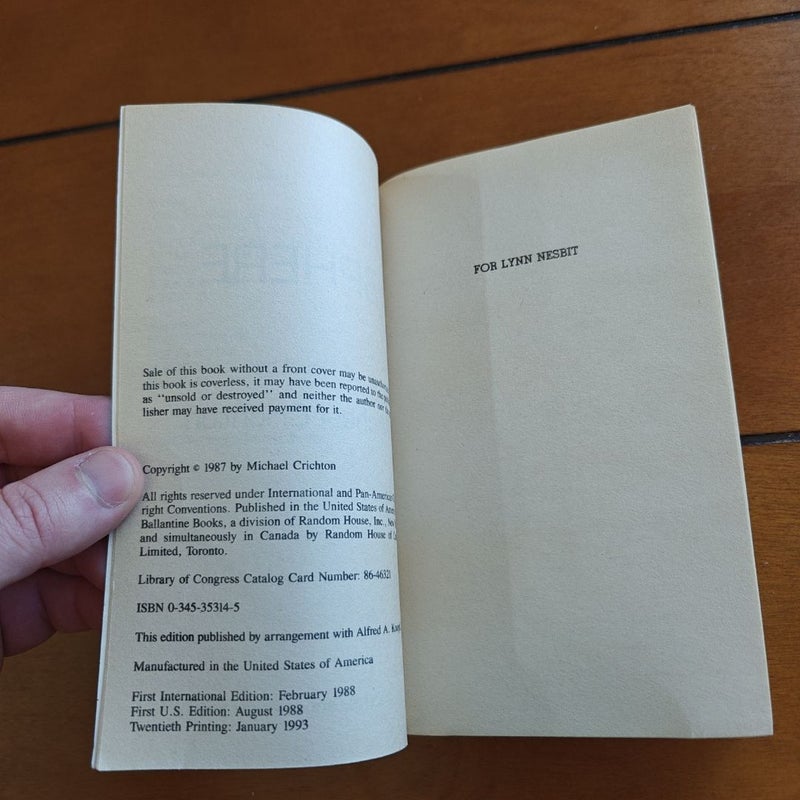 Sale of this book without a front cover may be
this book is coverless, it may have been reported to the
as "unsold or destroyed" and neither the author nor the
lisher may have received payment for it.
Copyright © 1987 by Michael Crichton
All rights reserved under International and Pan-American
right Conventions. Published in the United States of
Ballantine Books, a division of Random House, Inc.,
and simultaneously in Canada by Random House of
Limited, Toronto.
Library of Congress Catalog Card Number: 86-46321
ISBN 0-345-35314-5
This edition published by arrangement with Alfred A.
Manufactured in the United States of America
First International Edition: February 1988
First U.S. Edition: August 1988
Twentieth Printing: January 1993
FOR LYNN NESBIT